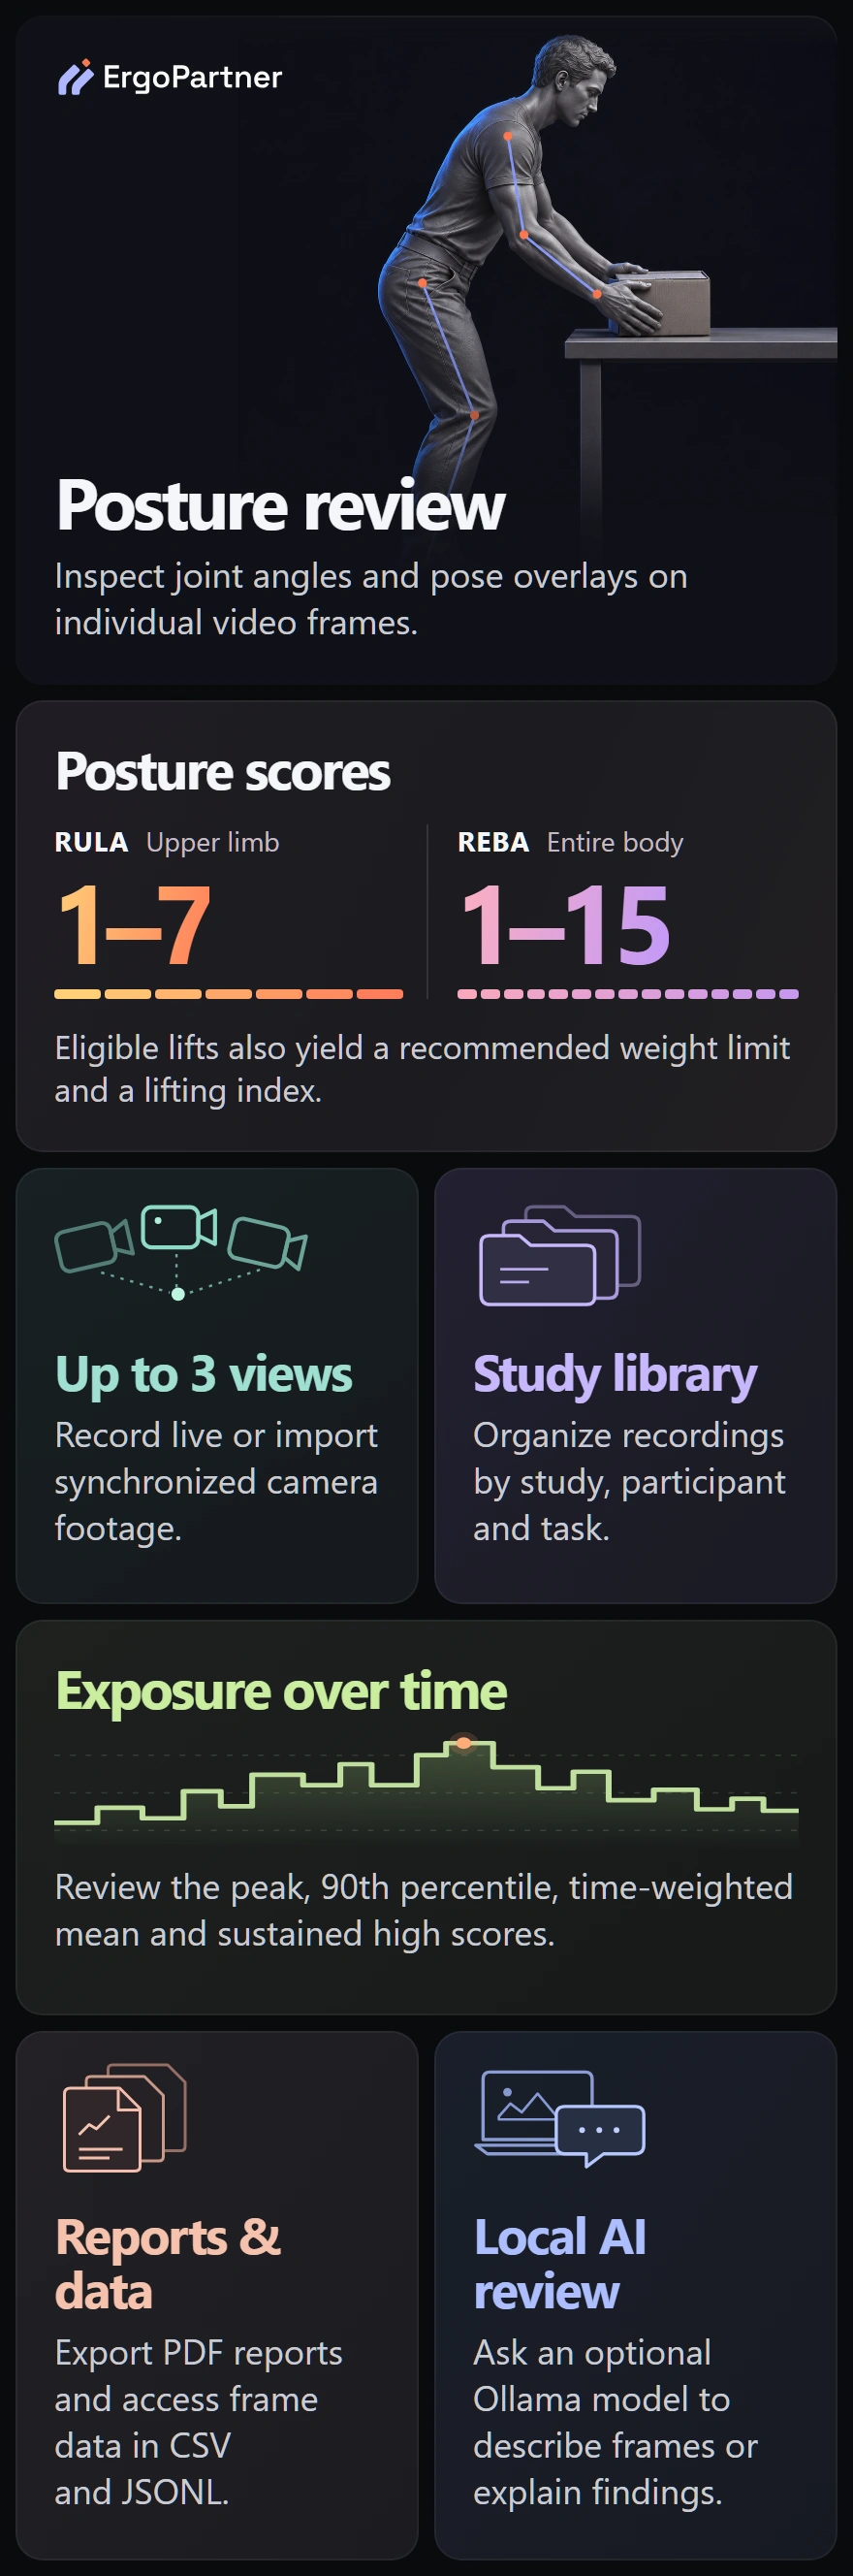 ErgoPartner
Posture review
Inspect joint angles and pose overlays on
individual video frames.
Posture scores
RULA Upper limb
1–7
REBA Entire body
1–15
Eligible lifts also yield a recommended weight limit
and a lifting index.
Up to 3 views
Record live or import
synchronized camera
footage.
Study library
Organize recordings
by study, participant
and task.
Exposure over time
Review the peak, 90th percentile, time-weighted
mean and sustained high scores.
Reports &
data
Export PDF reports
and access frame
data in CSV
and JSONL.
Local AI
review
Ask an optional
Ollama model to
describe frames or
explain findings.